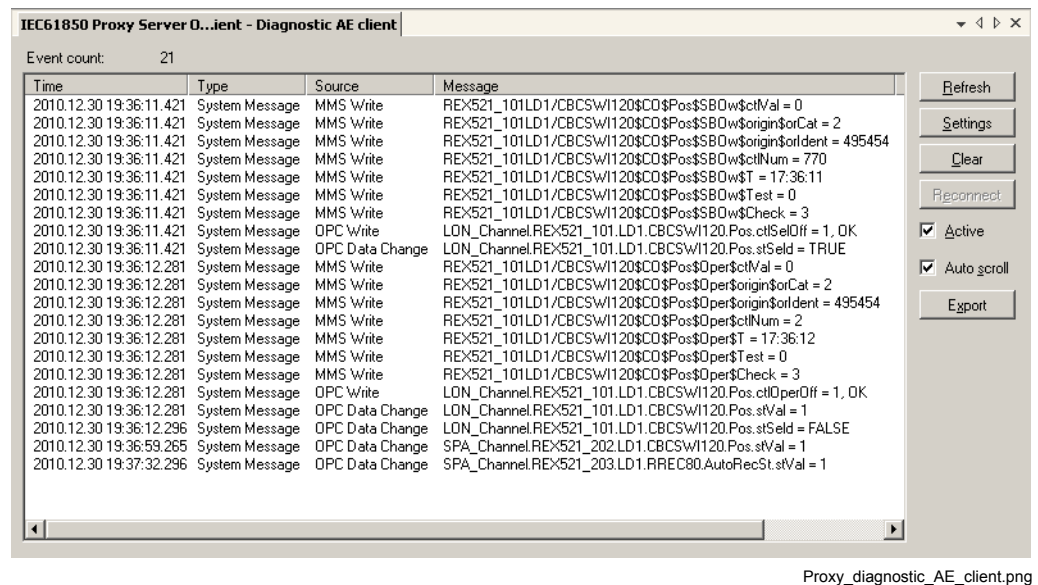 IEC61850 Proxy Server O...ient - Diagnostic AE client
Event count: 21
Time Type Source Message
2010.12.30 19:36:11.421 System Message MMS Write REX521_101LD1/CBCSWI120$CO$Pos$SBOw$ctlVal = 0
2010.12.30 19:36:11.421 System Message MMS Write REX521_101LD1/CBCSWI120$CO$Pos$SBOw$origin$orCat = 2
2010.12.30 19:36:11.421 System Message MMS Write REX521_101LD1/CBCSWI120$CO$Pos$SBOw$origin$orIdent = 495454
2010.12.30 19:36:11.421 System Message MMS Write REX521_101LD1/CBCSWI120$CO$Pos$SBOw$ctlNum = 770
2010.12.30 19:36:11.421 System Message MMS Write REX521_101LD1/CBCSWI120$CO$Pos$SBOw$T = 17:36:11
2010.12.30 19:36:11.421 System Message MMS Write REX521_101LD1/CBCSWI120$CO$Pos$SBOw$Test = 0
2010.12.30 19:36:11.421 System Message MMS Write REX521_101LD1/CBCSWI120$CO$Pos$SBOw$Check = 3
2010.12.30 19:36:11.421 System Message OPC Write LON_Channel.REX521_101.LD1.CBCSWI120.Pos.ctlSelOff = 1, OK
2010.12.30 19:36:11.421 System Message OPC Data Change LON_Channel.REX521_101.LD1.CBCSWI120.Pos.stSeld = TRUE
2010.12.30 19:36:12.281 System Message MMS Write REX521_101LD1/CBCSWI120$CO$Pos$Oper$ctlVal = 0
2010.12.30 19:36:12.281 System Message MMS Write REX521_101LD1/CBCSWI120$CO$Pos$Oper$origin$orCat = 2
2010.12.30 19:36:12.281 System Message MMS Write REX521_101LD1/CBCSWI120$CO$Pos$Oper$origin$orIdent = 495454
2010.12.30 19:36:12.281 System Message MMS Write REX521_101LD1/CBCSWI120$CO$Pos$Oper$ctlNum = 2
2010.12.30 19:36:12.281 System Message MMS Write REX521_101LD1/CBCSWI120$CO$Pos$Oper$T = 17:36:12
2010.12.30 19:36:12.281 System Message MMS Write REX521_101LD1/CBCSWI120$CO$Pos$Oper$Test = 0
2010.12.30 19:36:12.281 System Message MMS Write REX521_101LD1/CBCSWI120$CO$Pos$Oper$Check = 3
2010.12.30 19:36:12.281 System Message OPC Write LON_Channel.REX521_101.LD1.CBCSWI120.Pos.ctlOperOff = 1, OK
2010.12.30 19:36:12.281 System Message OPC Data Change LON_Channel.REX521_101.LD1.CBCSWI120.Pos.stVal = 1
2010.12.30 19:36:12.296 System Message OPC Data Change LON_Channel.REX521_101.LD1.CBCSWI120.Pos.stSeld = FALSE
2010.12.30 19:36:59.265 System Message OPC Data Change SPA_Channel.REX521_202.LD1.CBCSWI120.Pos.stVal = 1
2010.12.30 19:37:32.296 System Message OPC Data Change SPA_Channel.REX521_203.LD1.RREC80.AutoRecSt.stVal = 1
Refresh
Settings
Clear
Reconnect
Active
Auto scroll
Export
Proxy_diagnostic_AE_client.png